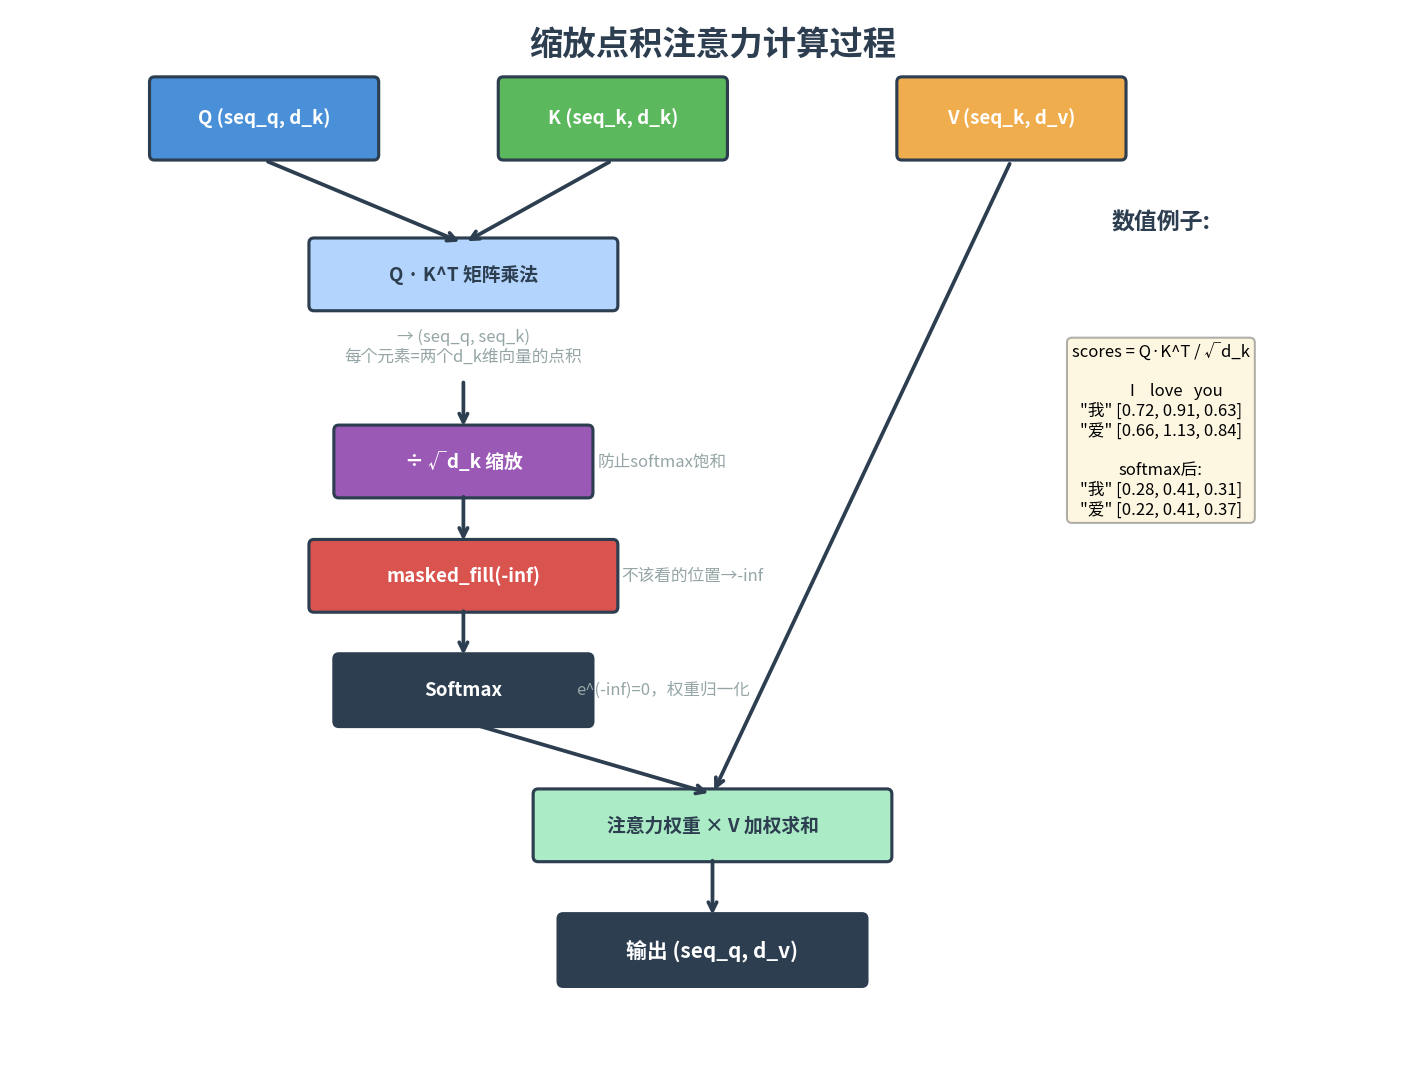 缩放点积注意力计算过程
Q (seq_q, d_k)
K (seq_k, d_k)
V (seq_k, d_v)
数值例子:
Q · K^T 矩阵乘法
→ (seq_q, seq_k)
每个元素=两个d_k维向量的点积
scores = Q·K^T / √d_k
I love you
"我" [0.72, 0.91, 0.63]
"爱" [0.66, 1.13, 0.84]
softmax后:
"我" [0.28, 0.41, 0.31]
"爱" [0.22, 0.41, 0.37]
÷ √d_k 缩放
防止softmax饱和
masked_fill(-inf)
不该看的位置→-inf
Softmax
e^(-inf)=0，权重归一化
注意力权重 × V 加权求和
输出 (seq_q, d_v)